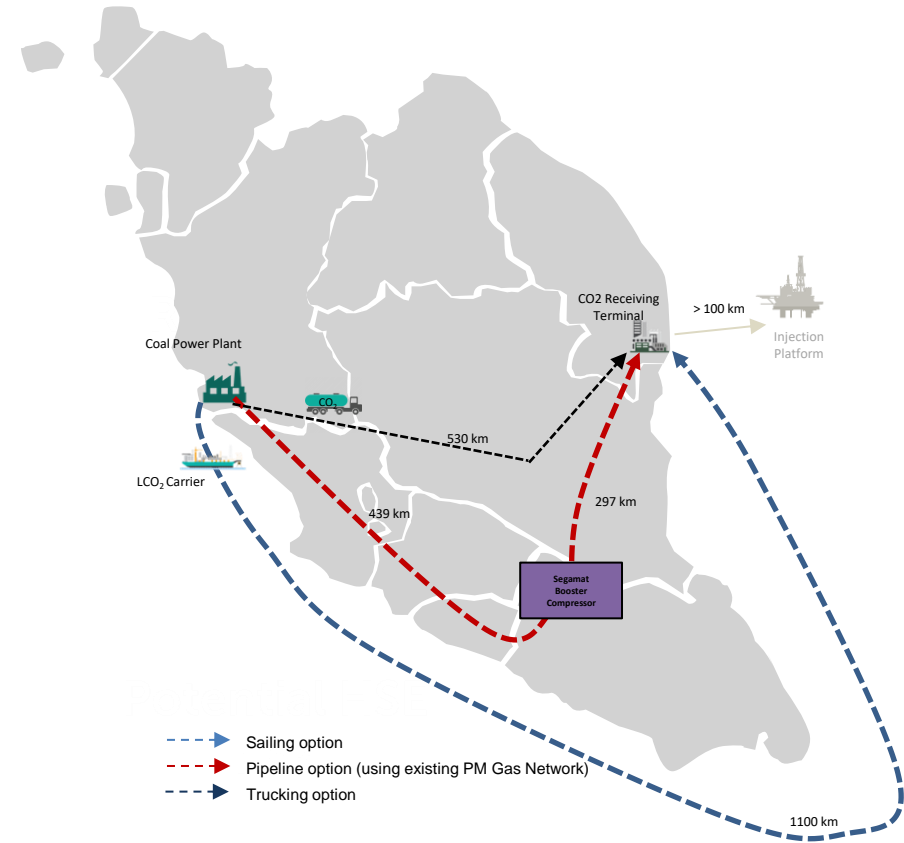 CO2 Receiving
Terminal
> 100 km
Injection
Platform
Coal Power Plant
CO2
530 km
LCO2 Carrier
439 km
297 km
Segamat
Booster
Compressor
Sailing option
Pipeline option (using existing PM Gas Network)
Trucking option
1100 km